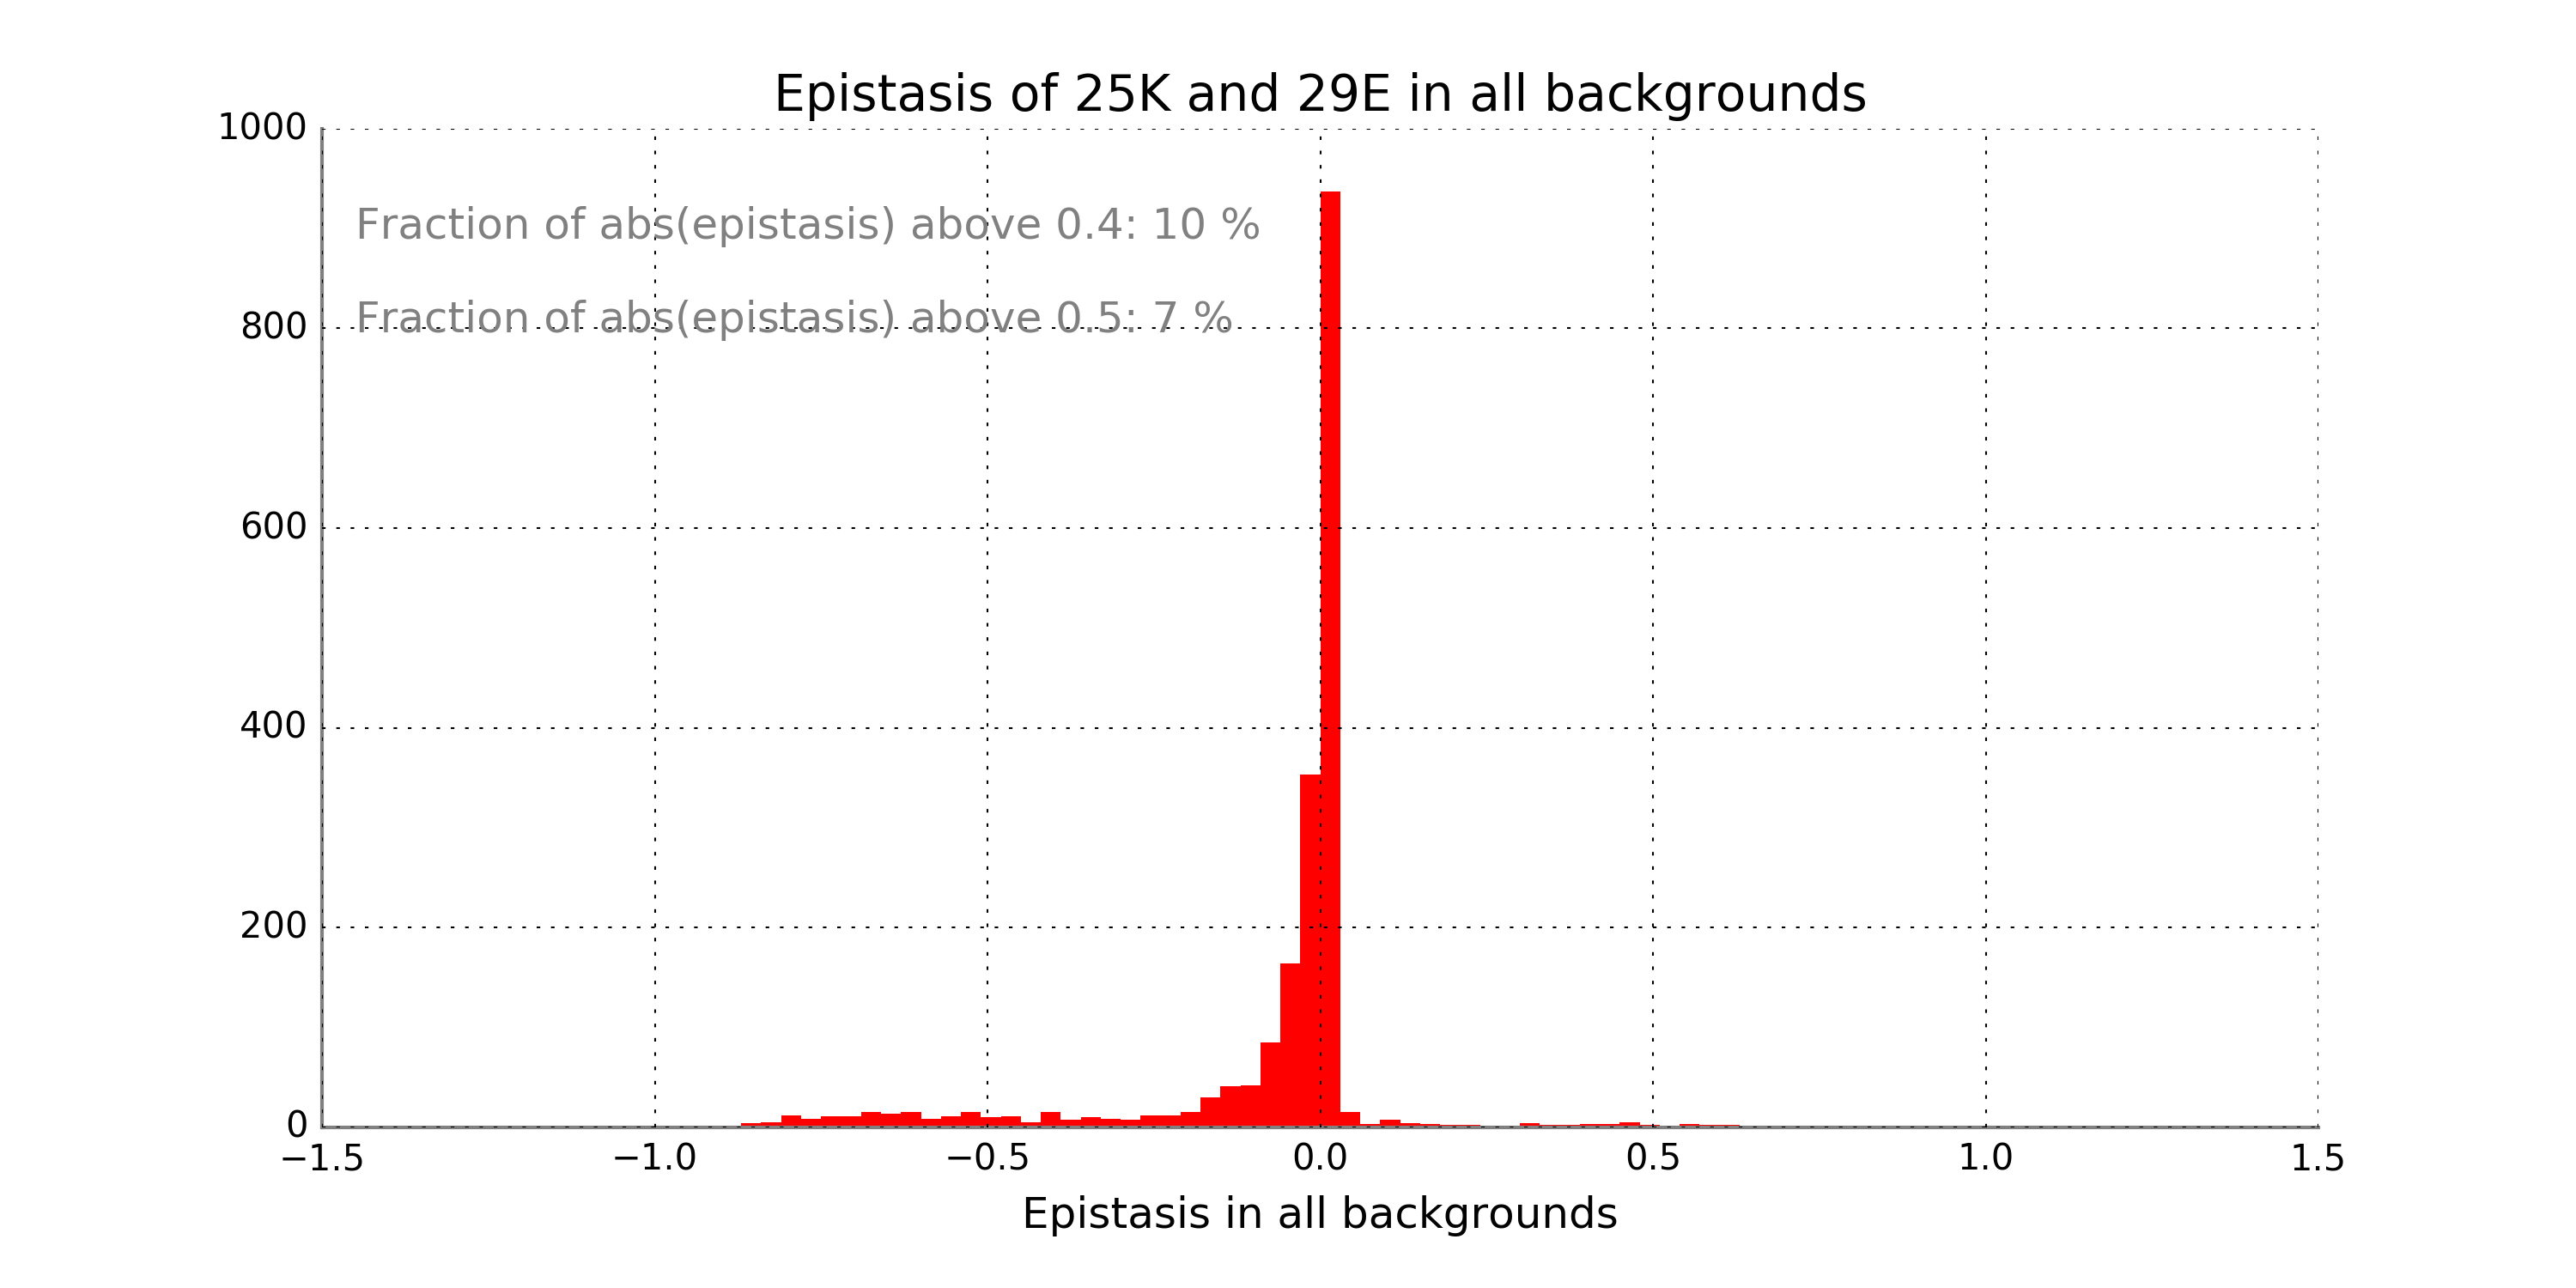 Epistasis of 25K and 29E in all backgrounds
1000
Fraction of abs(epistasis) above 0.4: 10 %
Fraction of abs(epistasis) above 0.5: 7 %
800
600
400
200
0
−1.5 −1.0 −0.5 0.0 0.5 1.0 1.5
Epistasis in all backgrounds